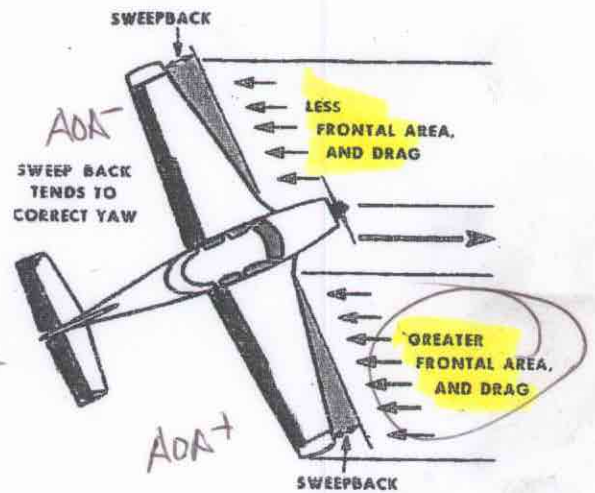 SWEEPBACK
LESS
FRONTAL AREA,
AND DRAG
AOA-
SWEEP BACK
TENDS TO
CORRECT YAW
GREATER
FRONTAL AREA,
AND DRAG
AOA+
SWEEPBACK